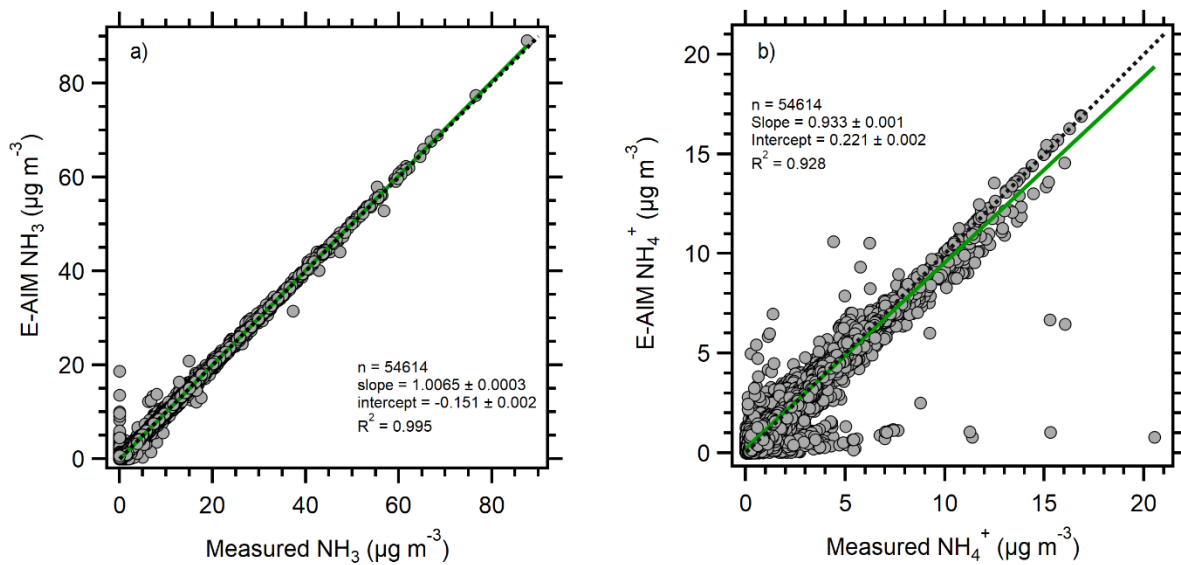 a)
E-AIM NH₃ (µg m⁻³)
80
60
40
20
0
n = 54614
slope = 1.0065 ± 0.0003
intercept = -0.151 ± 0.002
R² = 0.995
0 20 40 60 80
Measured NH₃ (µg m⁻³)
b)
E-AIM NH₄⁺ (µg m⁻³)
20
15
10
5
0
n = 54614
Slope = 0.933 ± 0.001
Intercept = 0.221 ± 0.002
R² = 0.928
0 5 10 15 20
Measured NH₄⁺ (µg m⁻³)